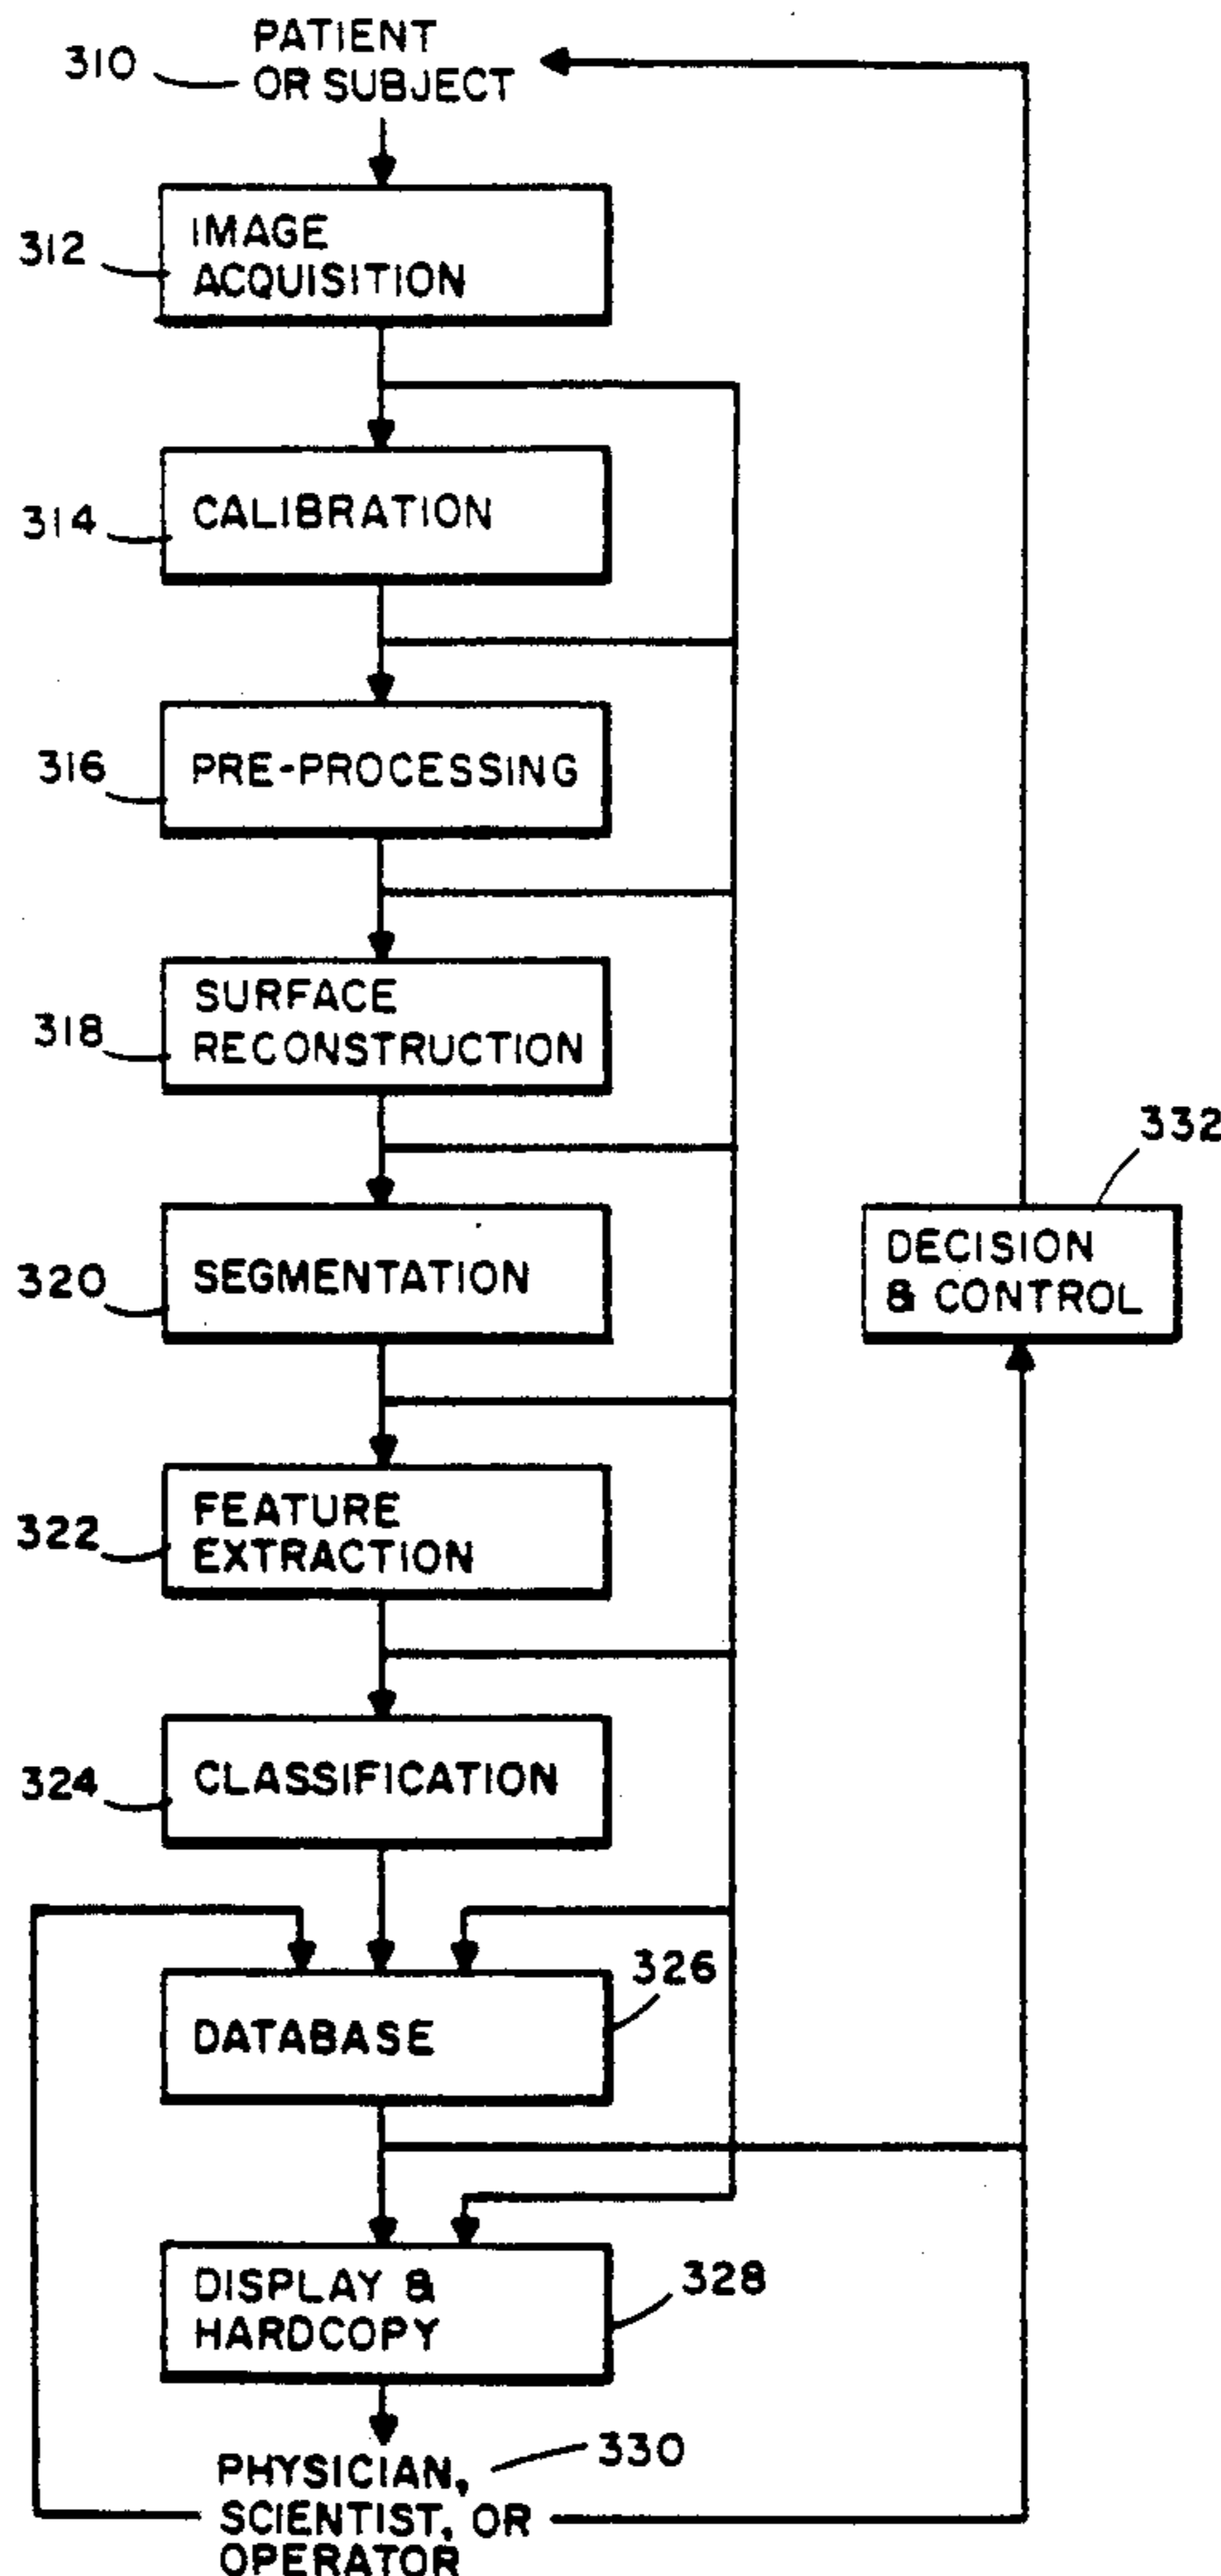 310
PATIENT
OR SUBJECT
312
IMAGE
ACQUISITION
314
CALIBRATION
316
PRE-PROCESSING
318
SURFACE
RECONSTRUCTION
332
DECISION
& CONTROL
320
SEGMENTATION
322
FEATURE
EXTRACTION
324
CLASSIFICATION
326
DATABASE
328
DISPLAY &
HARDCOPY
330
PHYSICIAN,
SCIENTIST, OR
OPERATOR